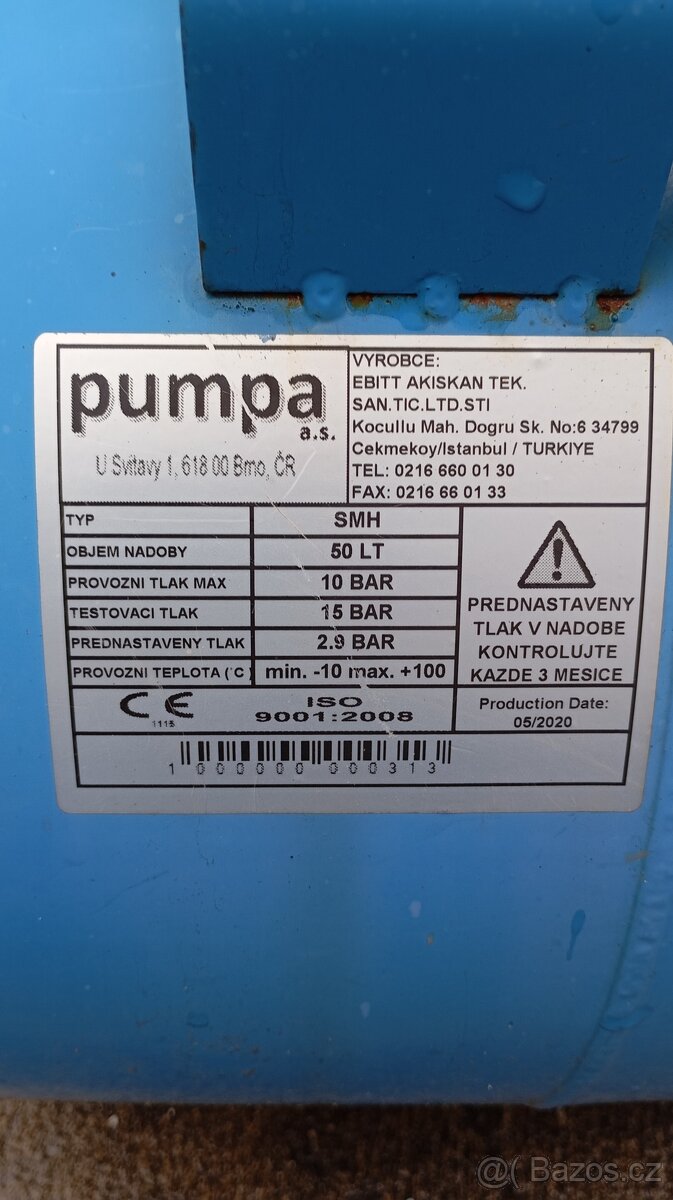 pumpa
a.s.
U Svitavy 1, 618 00 Brno, ČR
VYROBCE:
EBITT AKISKAN TEK.
SAN.TIC.LTD.STI
Kocullu Mah. Dogru Sk. No:6 34799
Cekmekoy/Istanbul / TURKIYE
TEL: 0216 660 01 30
FAX: 0216 66 01 33
TYP SMH
OBJEM NADOBY 50 LT
PROVOZNI TLAK MAX 10 BAR
TESTOVACI TLAK 15 BAR
PREDNASTAVENY TLAK 2.9 BAR
PROVOZNI TEPLOTA (°C) min. -10 max. +100
PREDNASTAVENY
TLAK V NADOBE
KONTROLUJTE
KAZDE 3 MESICE
CE
1115
ISO
9001:2008
Production Date:
05/2020
1 000000 000313
Bazoš.cz